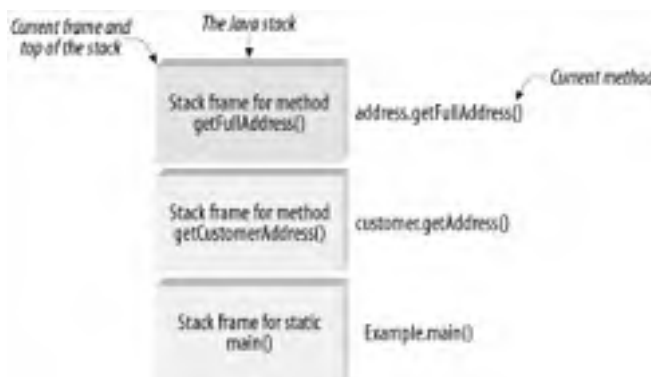 Current frame and
top of the stack
The Java stack
Stack frame for method
getFullAddress()
address.getFullAddress()
Current method
Stack frame for method
getCustomerAddress()
customer.getAddress()
Stack frame for static
main()
Example.main()